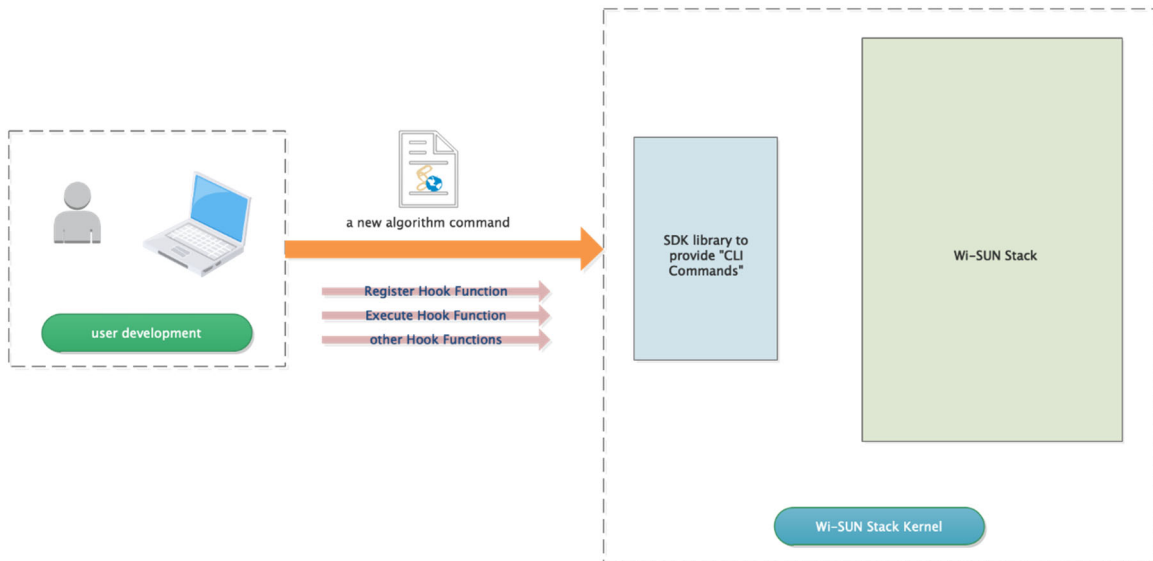 a new algorithm command
Register Hook Function
Execute Hook Function
other Hook Functions
user development
SDK library to
provide "CLI
Commands"
Wi-SUN Stack
Wi-SUN Stack Kernel